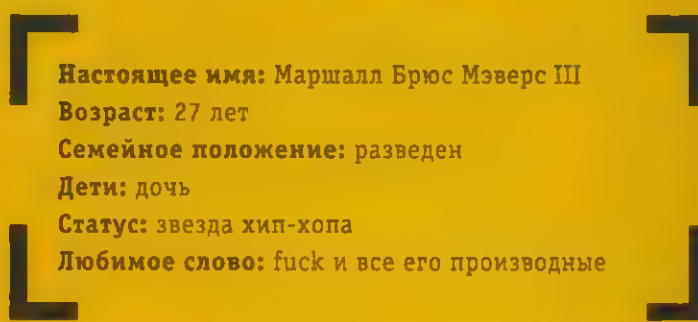 Настоящее имя: Маршалл Брюс Мэверс III
Возраст: 27 лет
Семейное положение: разведен
Дети: дочь
Статус: звезда хип-хопа
Любимое слово: fuck и все его производные